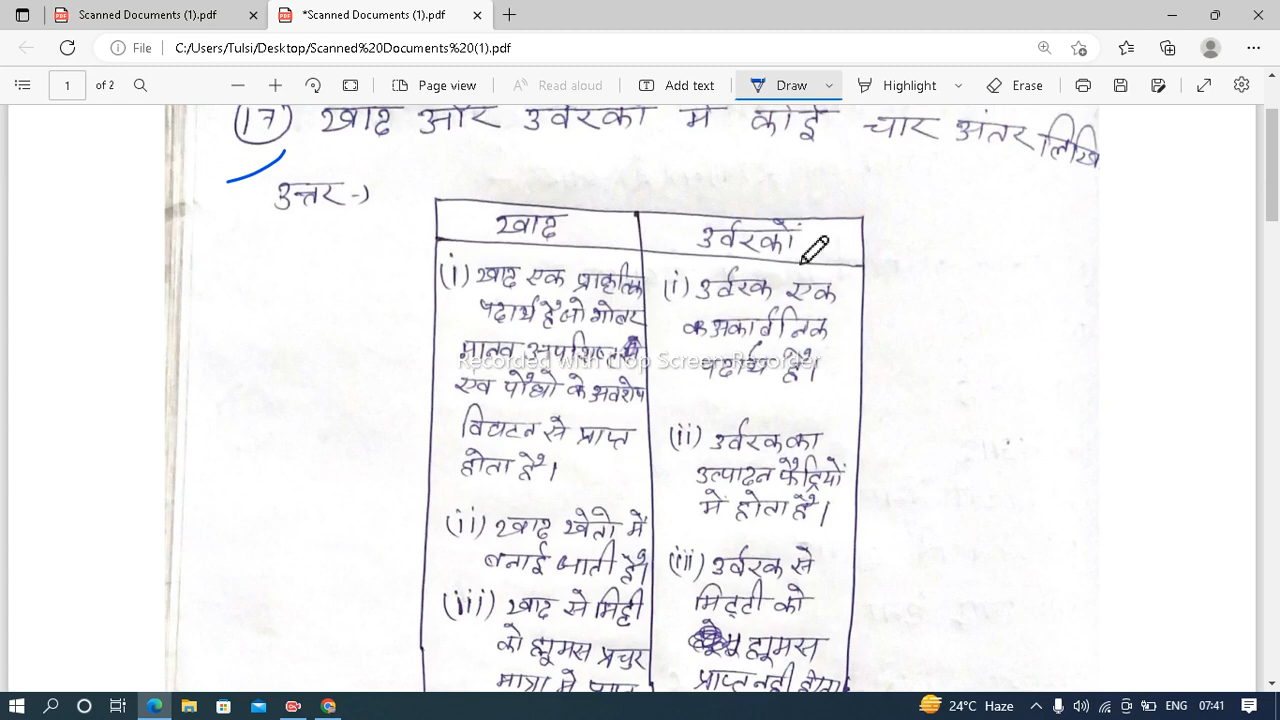 Scanned Documents (1).pdf
*Scanned Documents (1).pdf
File
C:/Users/Tulsi/Desktop/Scanned%20Documents%20(1).pdf
1 of 2
Page view
Read aloud
Add text
Draw
Highlight
Erase
(17) खाद और उर्वरकों में कोई चार अंतर लिखि
उत्तर→
खाद
उर्वरकों
(i) खाद एक प्राकृतिक
पदार्थ है जो गोबर
मानव अपशिष्ट
एव पौधो के अवशेष
विघटन से प्राप्त
होता है।
(ii) खाद खेतो में
बनाई जाती है।
(iii) खाद से मिट्टी
को ह्यूमस प्रचुर
मात्रा में
(i) उर्वरक एक
अकार्बनिक
पदार्थ है।
(ii) उर्वरक का
उत्पादन फैक्ट्रियों
में होता है।
(iii) उर्वरक से
मिट्टी को
ह्यूमस
प्राप्त नही होता
Recorded with iTop Screen Recorder
24°C Haze
ENG
07:41